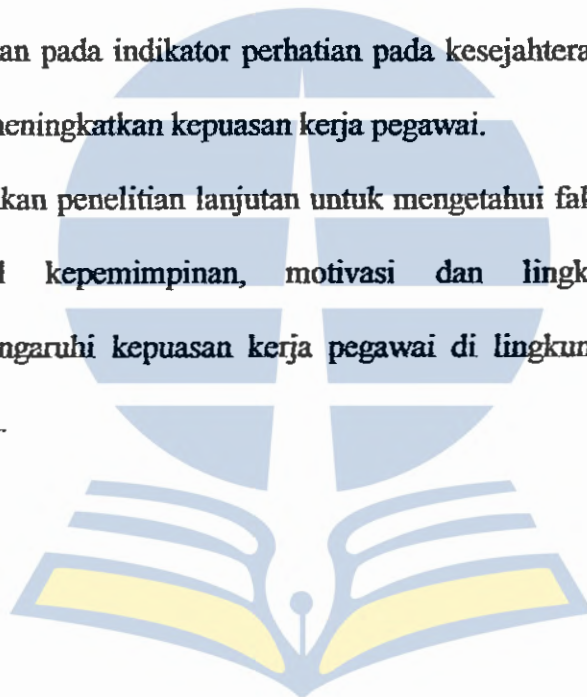 an pada indikator perhatian pada kesejahtera
meningkatkan kepuasan kerja pegawai.
kan penelitian lanjutan untuk mengetahui fak
kepemimpinan, motivasi dan lingk
ngaruhi kepuasan kerja pegawai di lingkun